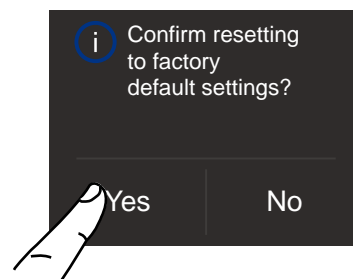 i
Confirm resetting
to factory
default settings?
Yes
No